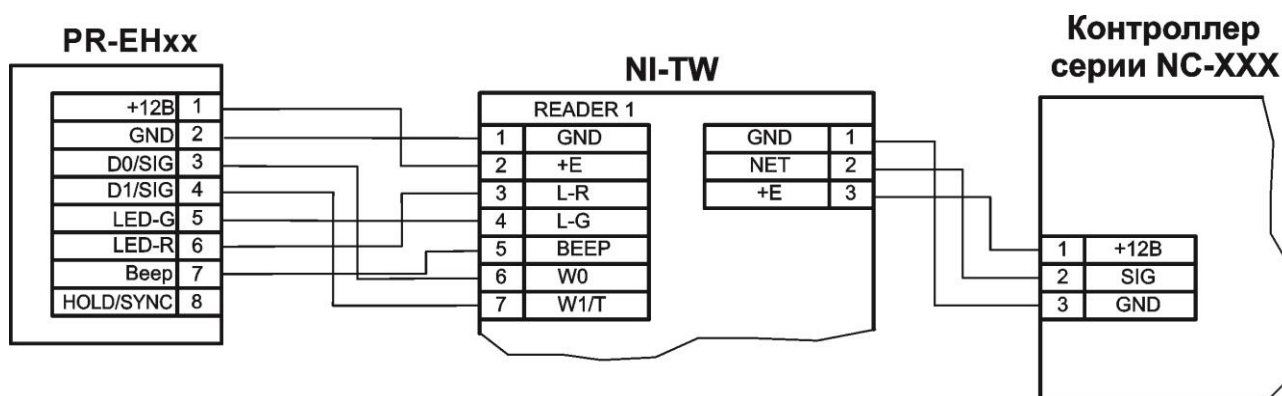 PR-EHxx
+12В 1
GND 2
D0/SIG 3
D1/SIG 4
LED-G 5
LED-R 6
Beep 7
HOLD/SYNC 8
NI-TW
READER 1
1 GND
2 +E
3 L-R
4 L-G
5 BEEP
6 W0
7 W1/T
GND 1
NET 2
+E 3
Контроллер
серии NC-XXX
1 +12В
2 SIG
3 GND